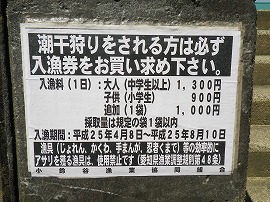 潮干狩りをされる方は必ず
入漁券をお買い求め下さい。
入漁料(1日):大人(中学生以上) 1,300円
子供(小学生) 900円
追加(1袋) 1,000円
採取量は規定の袋1袋以内
入漁期間:平成25年4月8日~平成25年8月10日
漁具(じょれん、かくわ、手まんが、忍者くまで)等の効率的に
アサリを獲る漁具は、使用禁止です(愛知県漁業調整規則第48条)
小鈴谷漁業協同組合